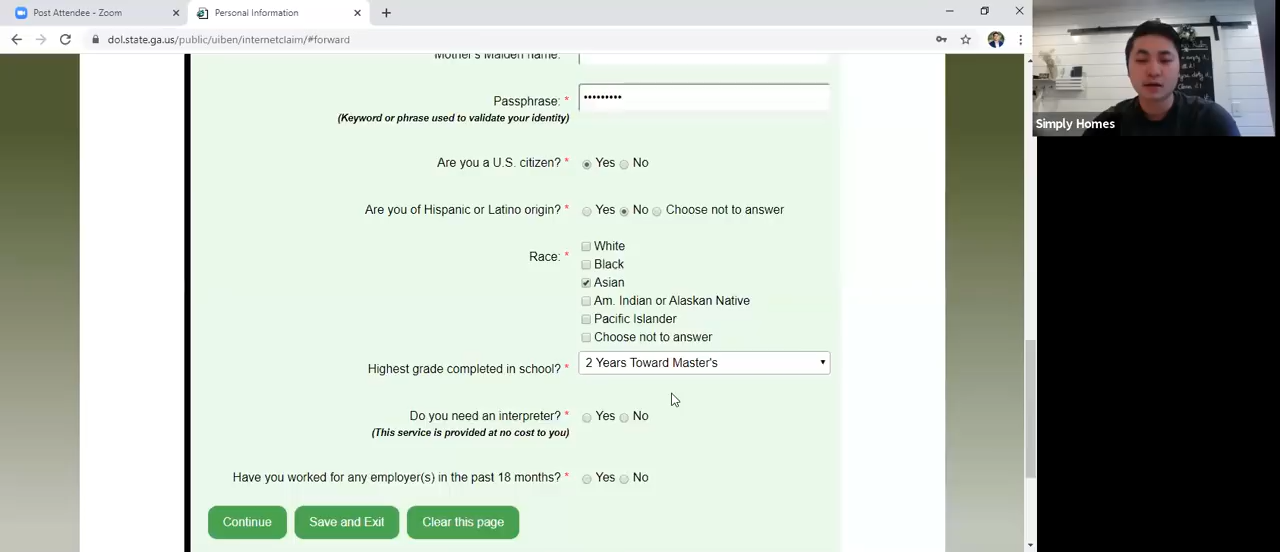 Post Attendee - Zoom
Personal Information
dol.state.ga.us/public/uiben/internetclaim/#forward
Mother's Maiden name:
Passphrase: * •••••••••
(Keyword or phrase used to validate your identity)
Are you a U.S. citizen? * Yes No
Are you of Hispanic or Latino origin? * Yes No Choose not to answer
Race: *
White
Black
Asian
Am. Indian or Alaskan Native
Pacific Islander
Choose not to answer
Highest grade completed in school? * 2 Years Toward Master's
Do you need an interpreter? * Yes No
(This service is provided at no cost to you)
Have you worked for any employer(s) in the past 18 months? * Yes No
Continue Save and Exit Clear this page
Simply Homes